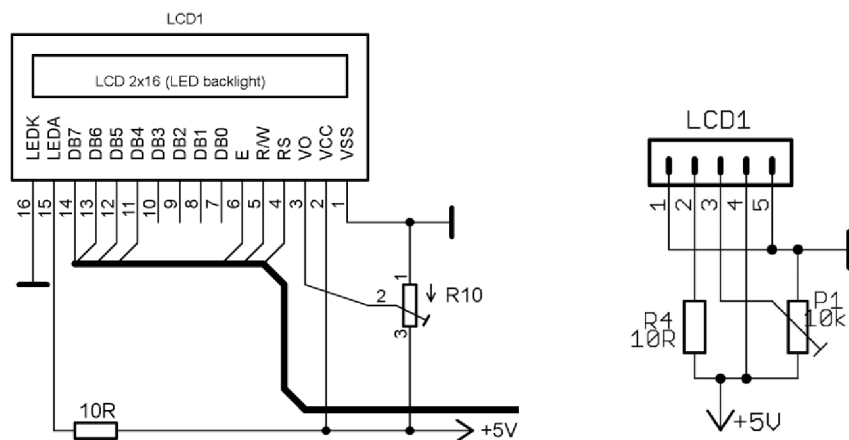 LCD1
LCD 2x16 (LED backlight)
LEDK LEDA DB7 DB6 DB5 DB4 DB3 DB2 DB1 DB0 E R/W RS VO VCC VSS
16 15 14 13 12 11 10 9 8 7 6 5 4 3 2 1
1
2
R10
3
10R
+5V
LCD1
1 2 3 4 5
R4
10R
P1
10k
+5V